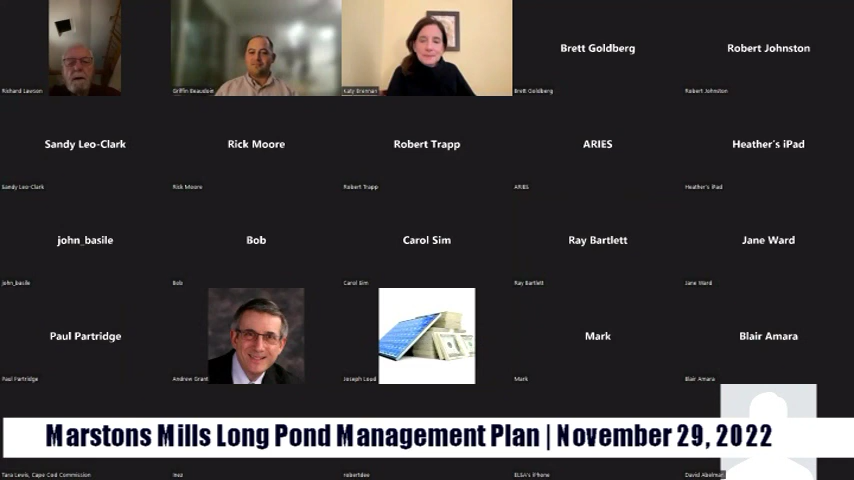 Richard Lawson
Griffin Beaudoin
Katy Brennan
Brett Goldberg
Brett Goldberg
Robert Johnston
Robert Johnston
Sandy Leo-Clark
Sandy Leo-Clark
Rick Moore
Rick Moore
Robert Trapp
Robert Trapp
ARIES
ARIES
Heather's iPad
Heather's iPad
john_basile
john_basile
Bob
Bob
Carol Sim
Carol Sim
Ray Bartlett
Ray Bartlett
Jane Ward
Jane Ward
Paul Partridge
Paul Partridge
Andrew Grant
Joseph Loud
Mark
Mark
Blair Amara
Blair Amara
Marstons Mills Long Pond Management Plan | November 29, 2022
Tara Lewis, Cape Cod Commission
inez
robertdee
ELSA's iPhone
David Abelman